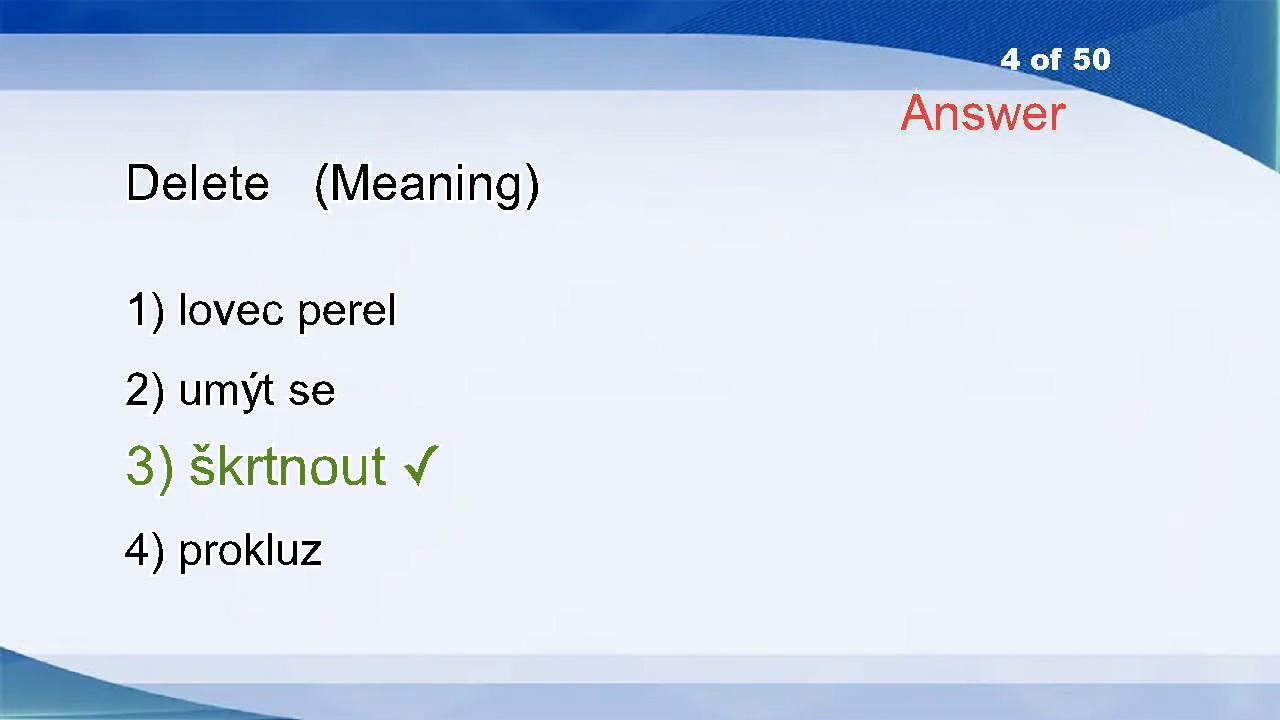 4 of 50
Answer
Delete (Meaning)
1) lovec perel
2) umýt se
3) škrtnout ✓
4) prokluz